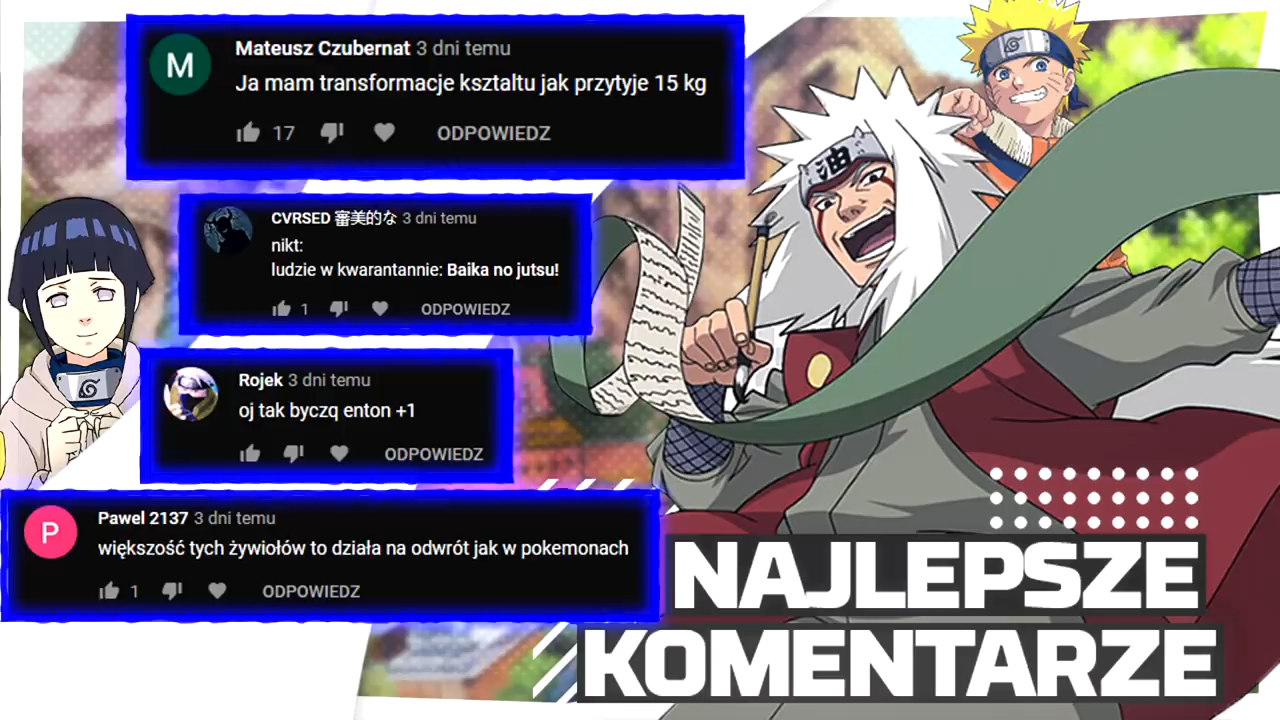 Mateusz Czubernat 3 dni temu
Ja mam transformacje kształtu jak przytyje 15 kg
17 ODPOWIEDZ
CVRSED 審美的な 3 dni temu
nikt:
ludzie w kwarantannie: Baika no jutsu!
1 ODPOWIEDZ
Rojek 3 dni temu
oj tak byczq enton +1
ODPOWIEDZ
P
Pawel 2137 3 dni temu
większość tych żywiołów to działa na odwrót jak w pokemonach
1 ODPOWIEDZ
M
油
NAJLEPSZE
KOMENTARZE